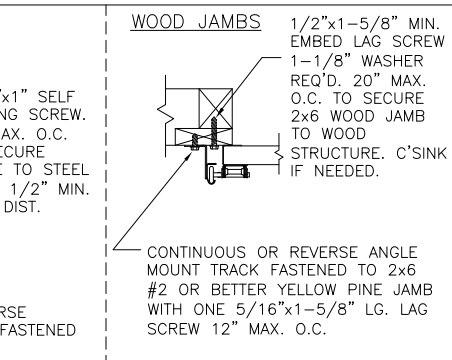 WOOD JAMBS
1/2"x1-5/8" MIN.
EMBED LAG SCREW
1-1/8" WASHER
REQ'D. 20" MAX.
O.C. TO SECURE
2x6 WOOD JAMB
TO WOOD
STRUCTURE. C'SINK
IF NEEDED.
"x1" SELF
NG SCREW.
AX. O.C.
ECURE
E TO STEEL
1/2" MIN.
DIST.
CONTINUOUS OR REVERSE ANGLE
MOUNT TRACK FASTENED TO 2x6
#2 OR BETTER YELLOW PINE JAMB
WITH ONE 5/16"x1-5/8" LG. LAG
SCREW 12" MAX. O.C.
RSE
FASTENED